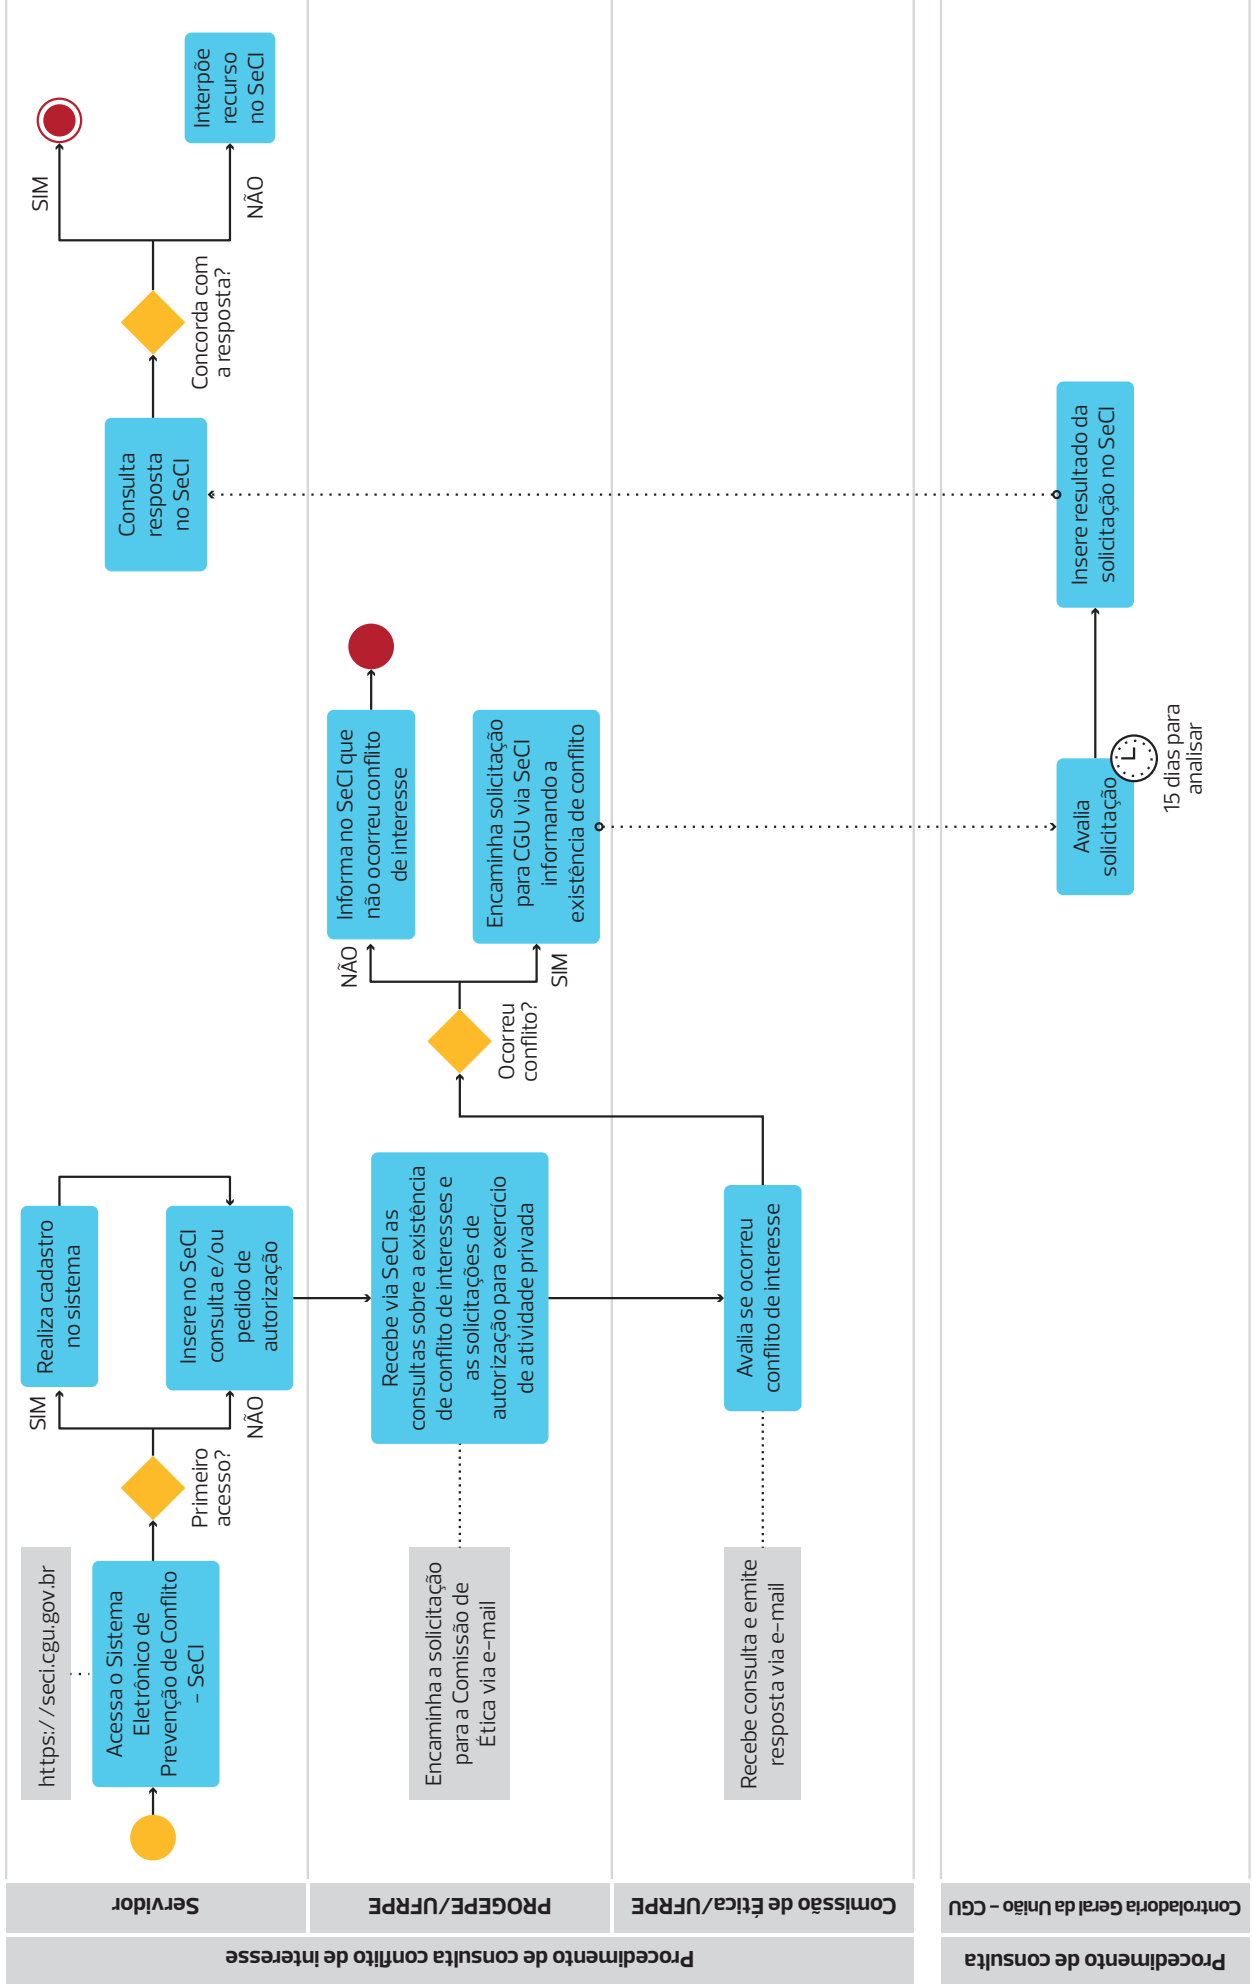 Procedimento de consulta de conflito de interesse
Servidor
https://seci.cgu.gov.br
Acessa o Sistema
Eletrônico de
Prevenção de Conflito
– SeCI
Primeiro
acesso?
SIM
NÃO
Realiza cadastro
no sistema
Insere no SeCI
consulta e/ou
pedido de
autorização
Consulta
resposta
no SeCI
Concorda com
a resposta?
SIM
NÃO
Interpõe
recurso
no SeCI
PROGEPE/UFRPE
Encaminha a solicitação
para a Comissão de
Ética via e-mail
Recebe via SeCI as
consultas sobre a existência
de conflito de interesses e
as solicitações de
autorização para exercício
de atividade privada
Ocorreu
conflito?
NÃO
SIM
Informa no SeCI que
não ocorreu conflito
de interesse
Encaminha solicitação
para CGU via SeCI
informando a
existência de conflito
Comissão de Ética/UFRPE
Recebe consulta e emite
resposta via e-mail
Avalia se ocorreu
conflito de interesse
Procedimento de consulta
Controladoria Geral da União – CGU
Avalia
solicitação
15 dias para
analisar
Insere resultado da
solicitação no SeCI